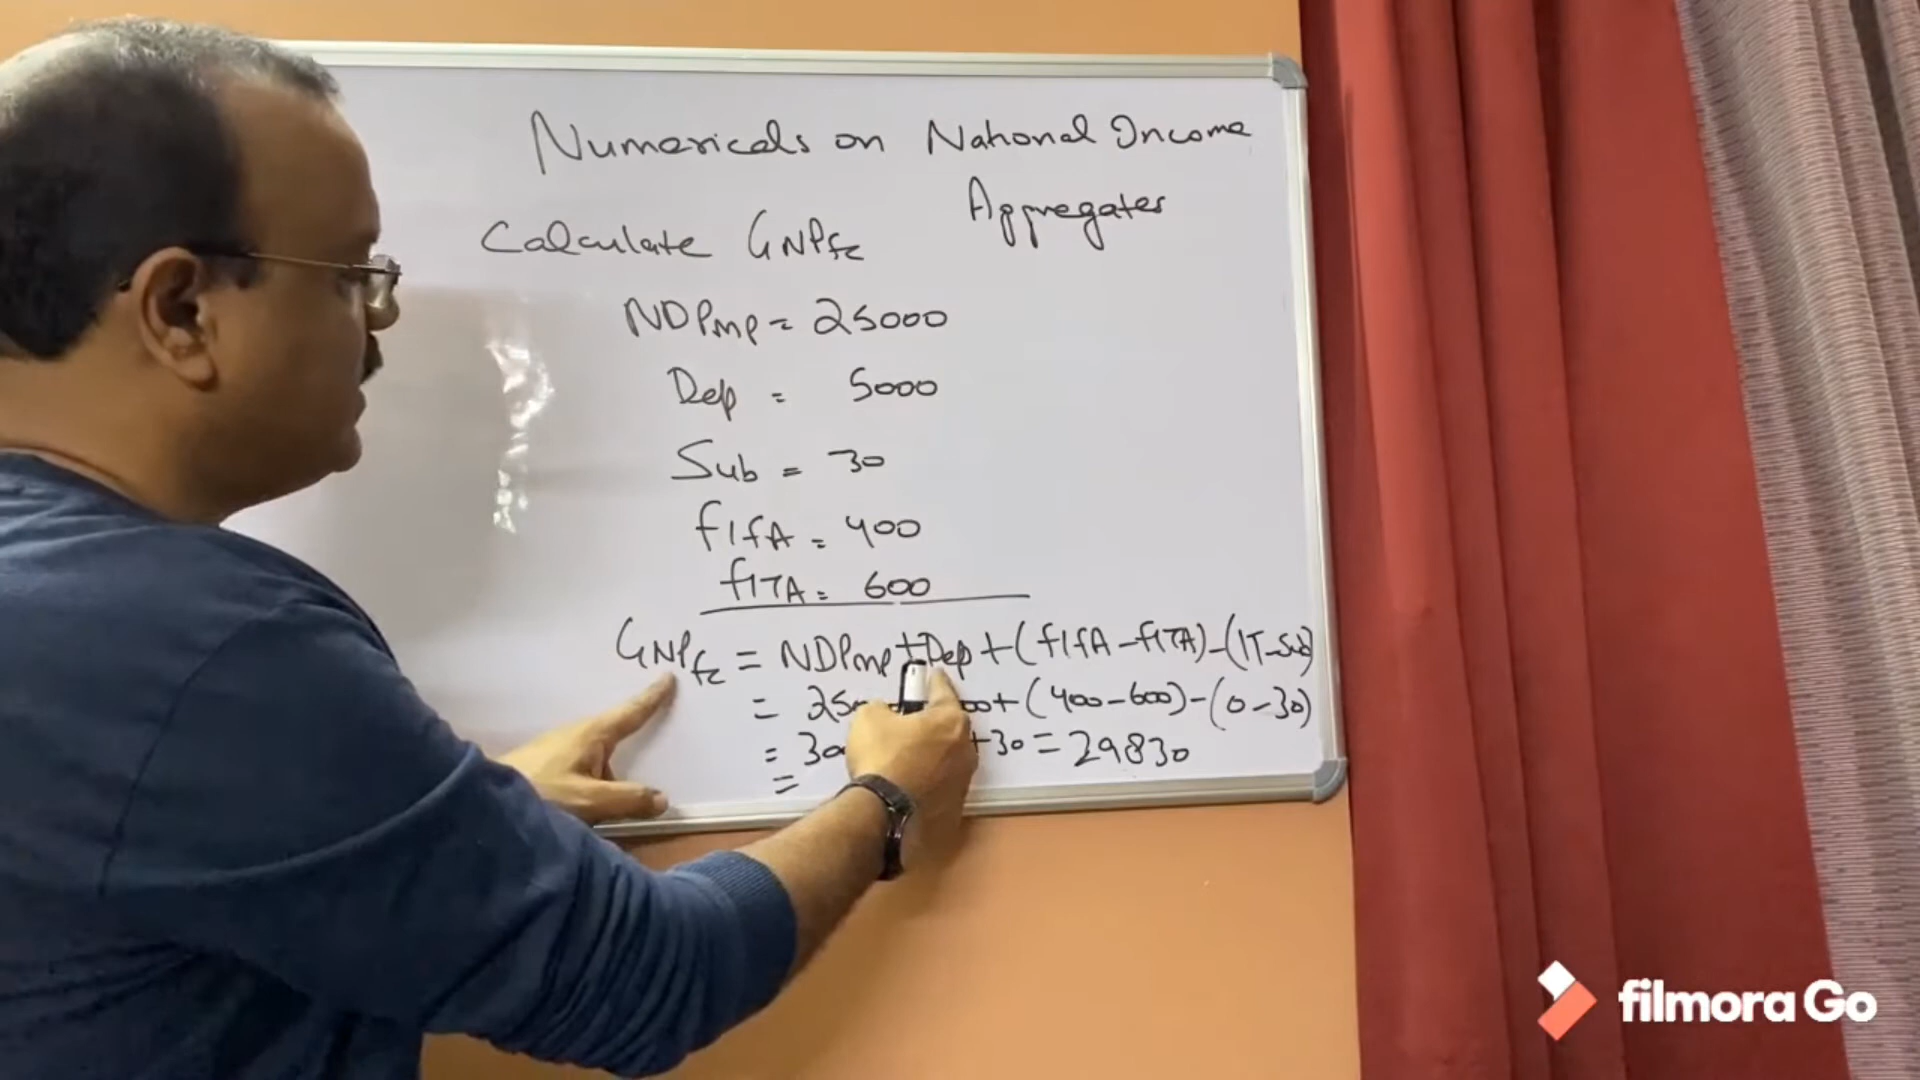 Numericals on National Income
Aggregates
Calculate GNPfc
NDPmp = 25000
Dep = 5000
Sub = 30
fIfA = 400
fITA = 600
GNPfc = NDPmp + Dep + (fIfA - fITA) - (IT - Sub)
= + (400 - 600) - (0 - 30)
= +30 = 29830
=
filmora Go